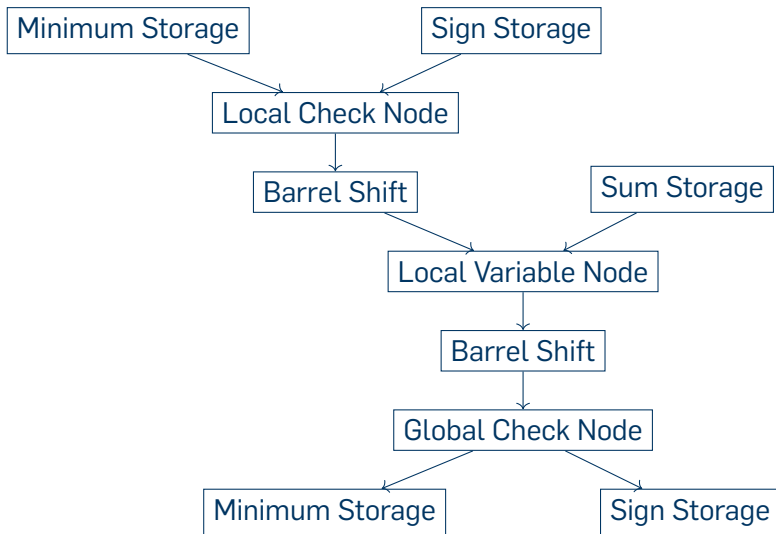 Minimum Storage
Sign Storage
Local Check Node
Barrel Shift
Sum Storage
Local Variable Node
Barrel Shift
Global Check Node
Minimum Storage
Sign Storage